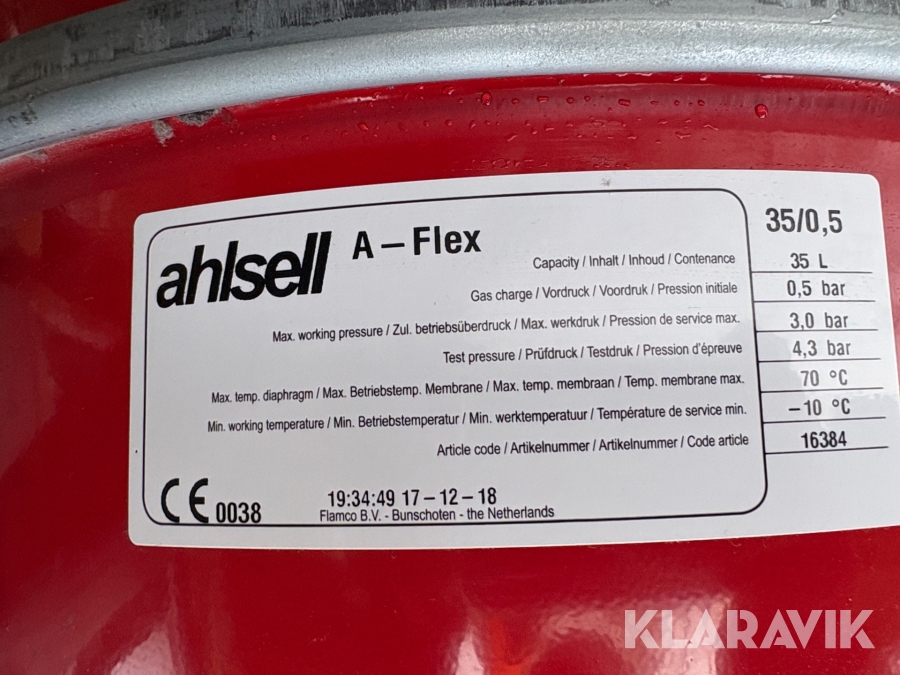 ahlsell A – Flex 35/0,5
Capacity / Inhalt / Inhoud / Contenance 35 L
Gas charge / Vordruck / Voordruk / Pression initiale 0,5 bar
Max. working pressure / Zul. betriebsüberdruck / Max. werkdruk / Pression de service max. 3,0 bar
Test pressure / Prüfdruck / Testdruk / Pression d'épreuve 4,3 bar
Max. temp. diaphragm / Max. Betriebstemp. Membrane / Max. temp. membraan / Temp. membrane max. 70 °C
Min. working temperature / Min. Betriebstemperatur / Min. werktemperatuur / Température de service min. –10 °C
Article code / Artikelnummer / Artikelnummer / Code article 16384
CE 0038
19:34:49 17–12–18
Flamco B.V. - Bunschoten - the Netherlands
KLARAVIK